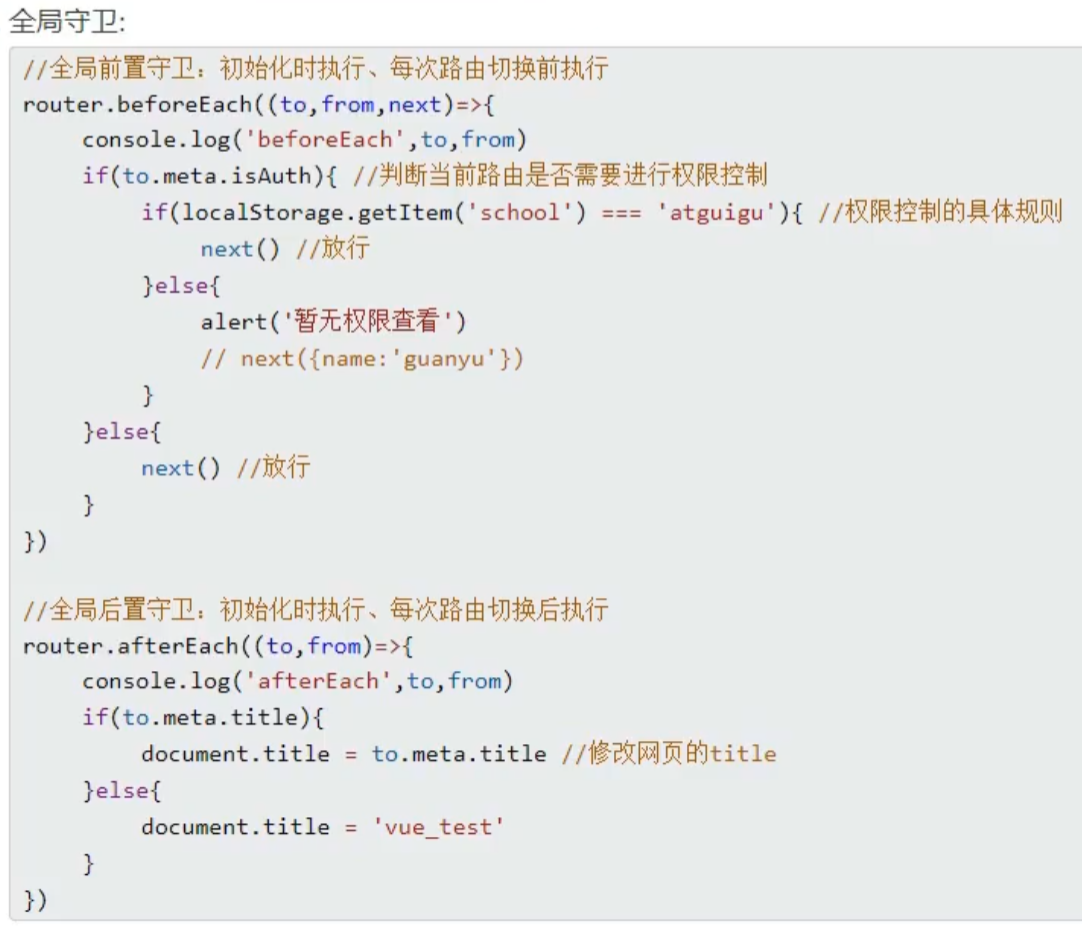 全局守卫:
//全局前置守卫：初始化时执行、每次路由切换前执行
router.beforeEach((to,from,next)=>{
    console.log('beforeEach',to,from)
    if(to.meta.isAuth){ //判断当前路由是否需要进行权限控制
        if(localStorage.getItem('school') === 'atguigu'){ //权限控制的具体规则
            next() //放行
        }else{
            alert('暂无权限查看')
            // next({name:'guanyu'})
        }
    }else{
        next() //放行
    }
})
//全局后置守卫：初始化时执行、每次路由切换后执行
router.afterEach((to,from)=>{
    console.log('afterEach',to,from)
    if(to.meta.title){
        document.title = to.meta.title //修改网页的title
    }else{
        document.title = 'vue_test'
    }
})